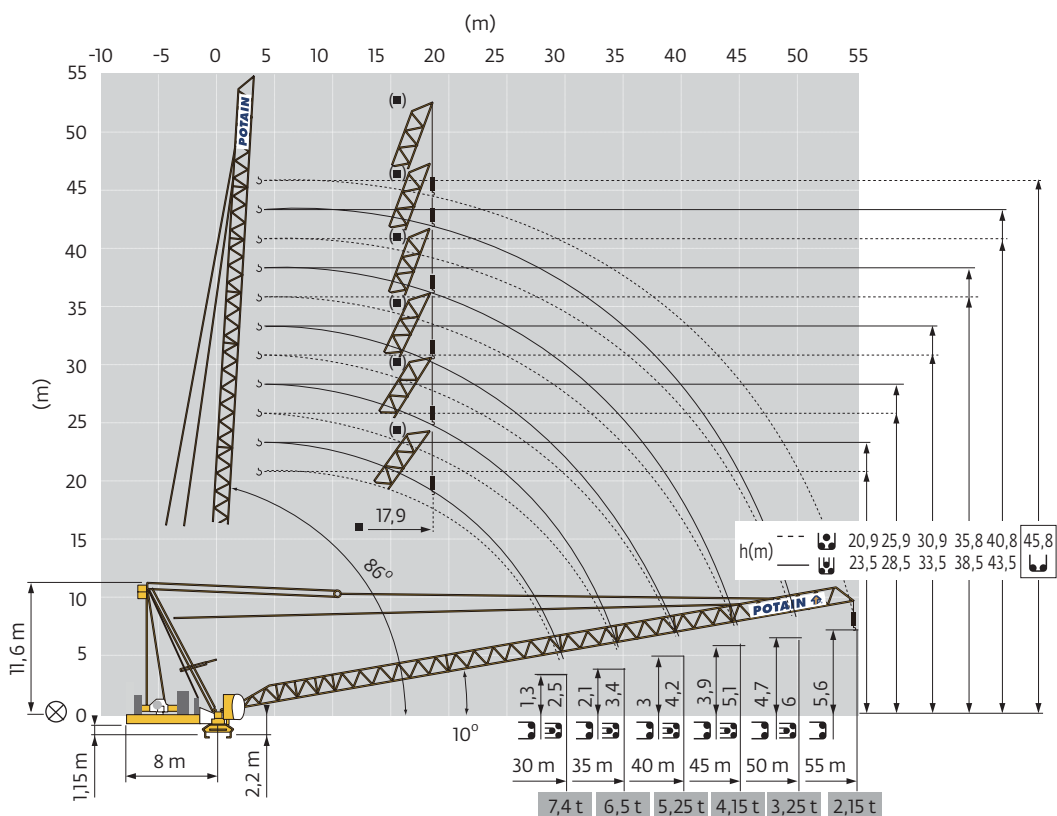 (m)
-10 -5 0 5 10 15 20 25 30 35 40 45 50 55
55
50
45
40
35
30
25
20
15
10
5
0
(m)
POTAIN
(■)
(■)
(■)
(■)
(■)
(■)
■ 17,9
86°
10°
h(m)
20,9 25,9 30,9 35,8 40,8 45,8
23,5 28,5 33,5 38,5 43,5
POTAIN
11,6 m
1,15 m
8 m
2,2 m
1,3 2,5 2,1 3,4 3 4,2 3,9 5,1 4,7 6 5,6
30 m 35 m 40 m 45 m 50 m 55 m
7,4 t 6,5 t 5,25 t 4,15 t 3,25 t 2,15 t